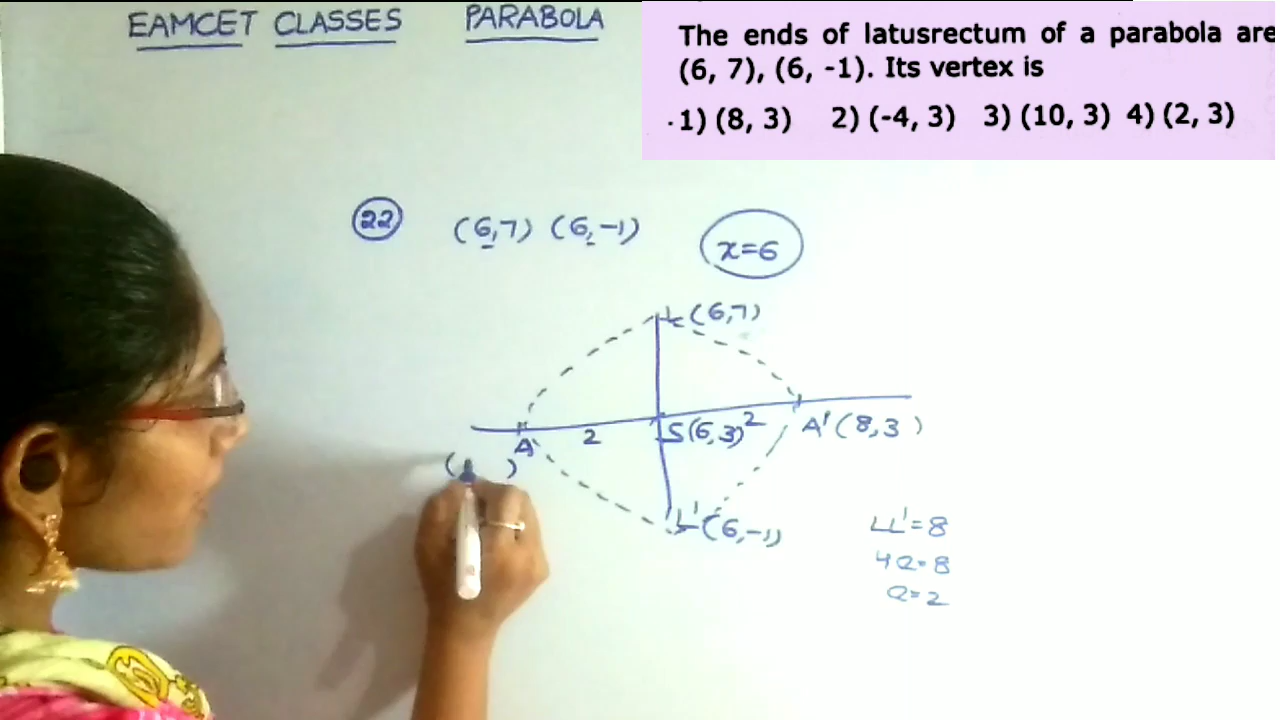 EAMCET CLASSES PARABOLA
The ends of latusrectum of a parabola are
(6, 7), (6, -1). Its vertex is
1) (8, 3) 2) (-4, 3) 3) (10, 3) 4) (2, 3)
22 (6,7) (6,-1) x=6
L(6,7)
2 S(6,3) 2 A'(8,3)
A
( )
L'(6,-1)
LL'=8
4a=8
a=2